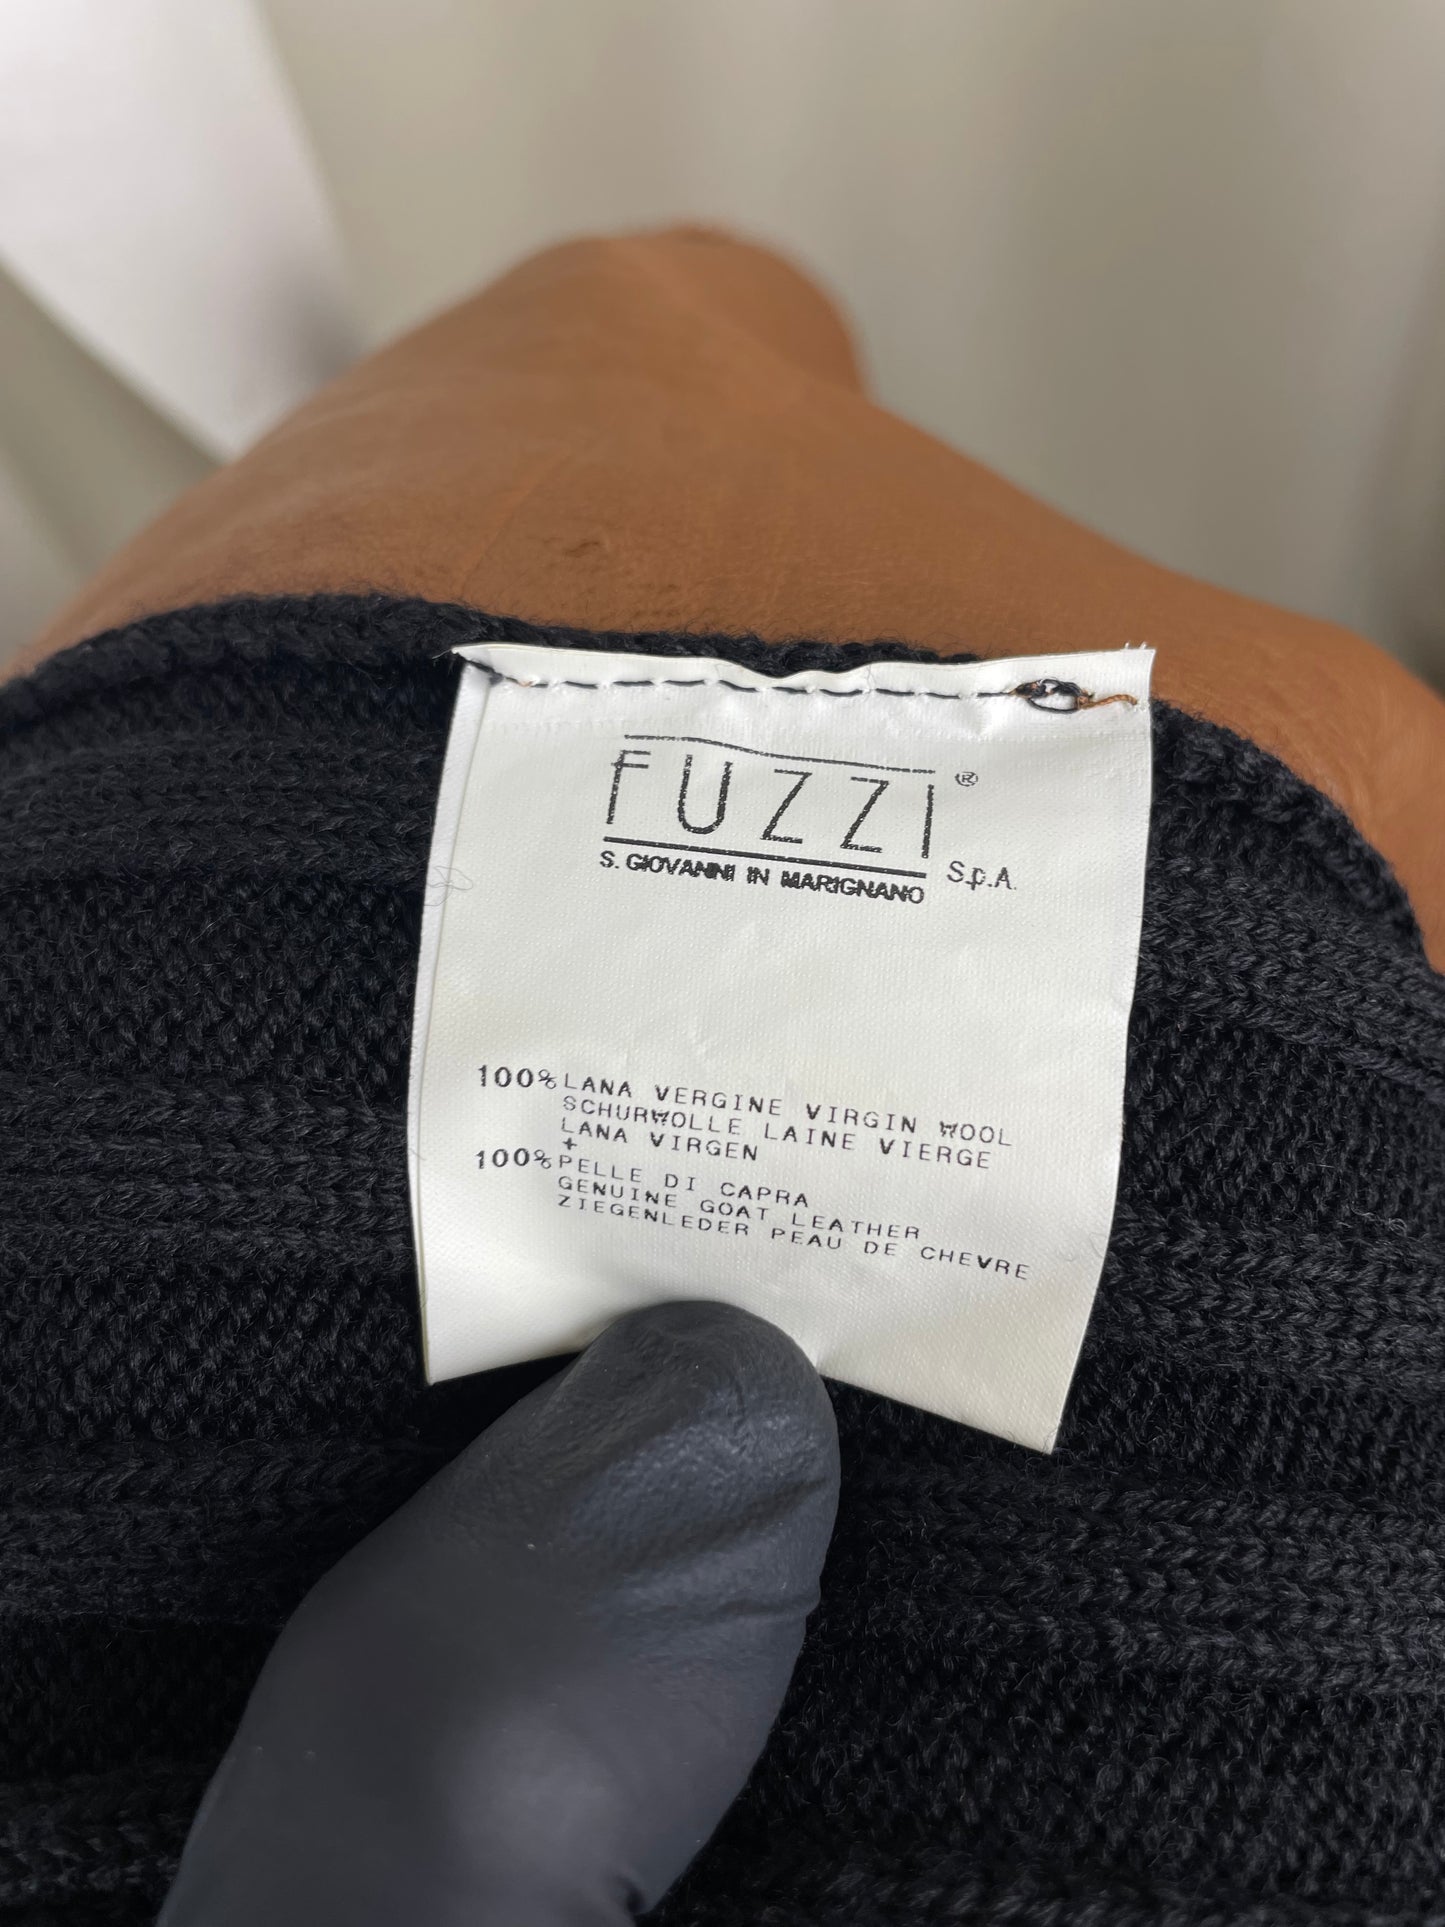 FUZZI ®
S. GIOVANNI IN MARIGNANO S.p.A.
100% LANA VERGINE VIRGIN WOOL
SCHURWOLLE LAINE VIERGE
LANA VIRGEN
+
100% PELLE DI CAPRA
GENUINE GOAT LEATHER
ZIEGENLEDER PEAU DE CHEVRE